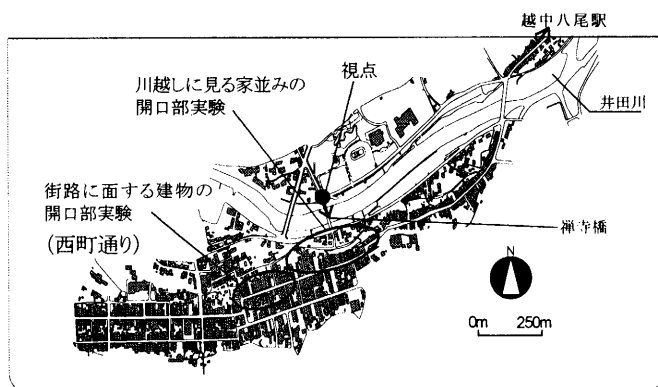 越中八尾駅
川越しに見る家並みの
開口部実験
視点
井田川
街路に面する建物の
開口部実験
(西町通り)
禅寺橋
N
0m 250m